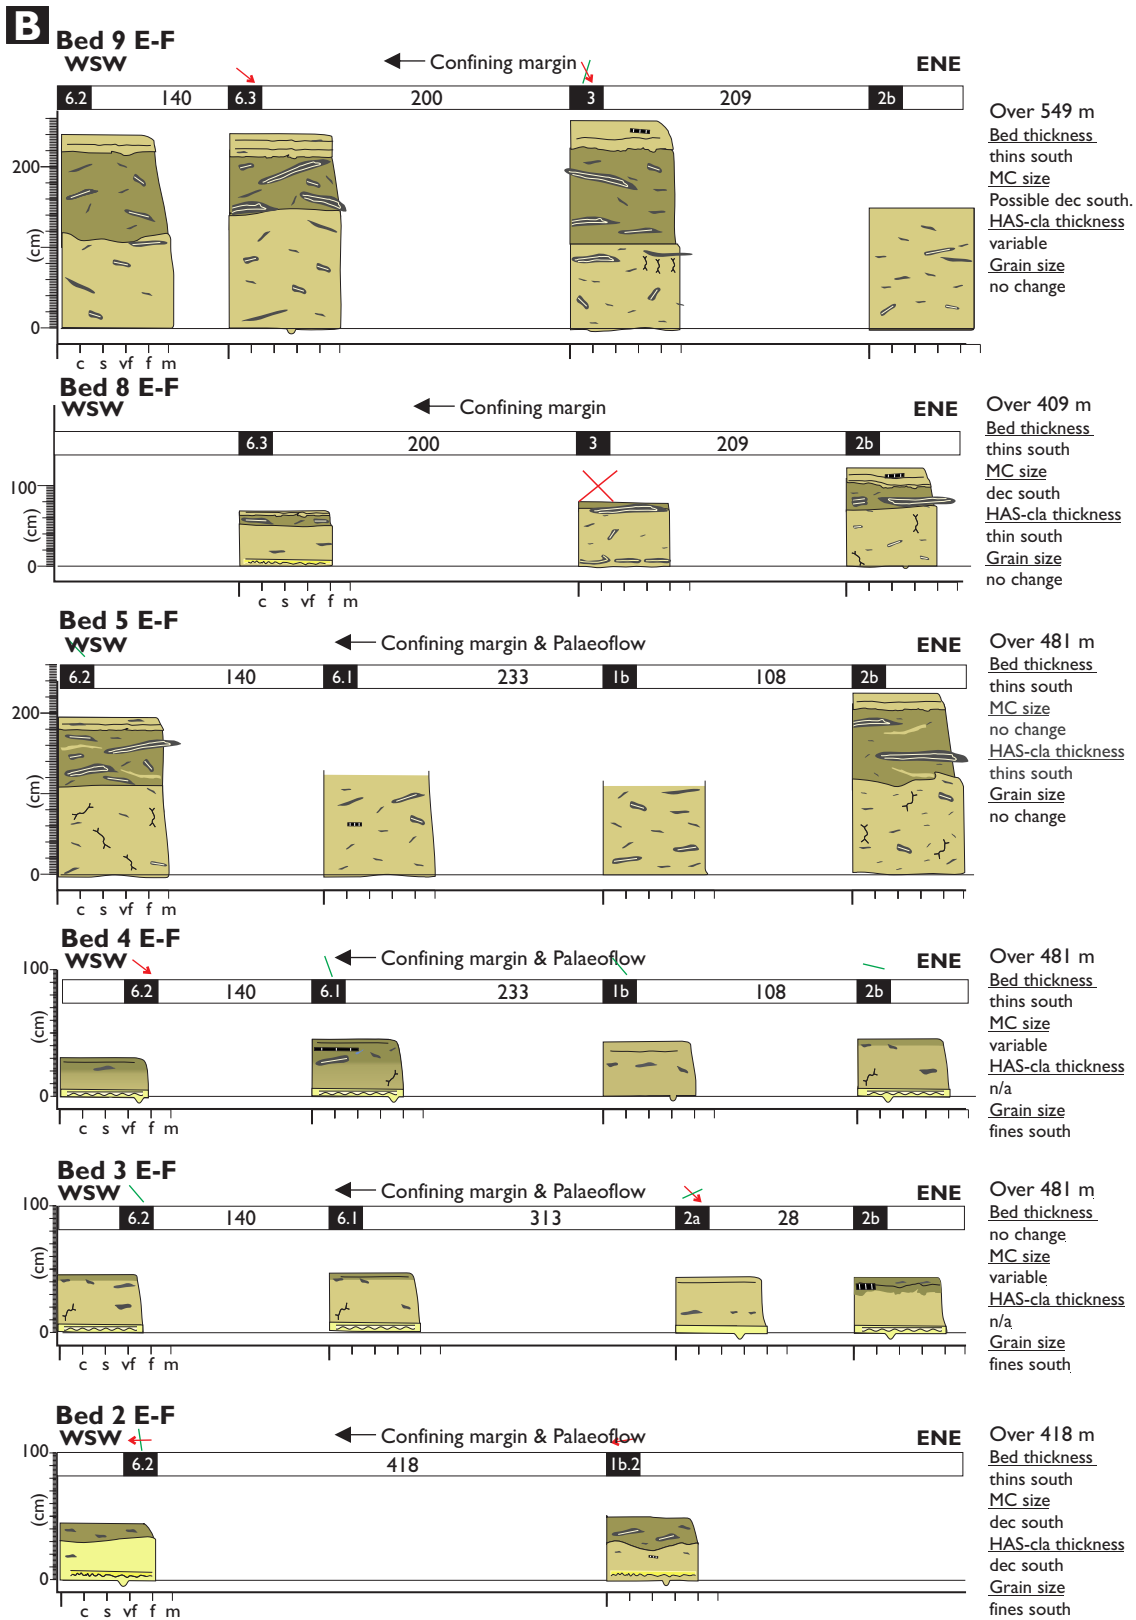 B
Bed 9 E-F
WSW ← Confining margin ENE
6.2 140 6.3 200 3 209 2b
200
(cm)
0
c s vf f m
Over 549 m
Bed thickness
thins south
MC size
Possible dec south.
HAS-cla thickness
variable
Grain size
no change
Bed 8 E-F
WSW ← Confining margin ENE
6.3 200 3 209 2b
100
(cm)
0
c s vf f m
Over 409 m
Bed thickness
thins south
MC size
dec south
HAS-cla thickness
thin south
Grain size
no change
Bed 5 E-F
WSW ← Confining margin & Palaeoflow ENE
6.2 140 6.1 233 1b 108 2b
200
(cm)
0
c s vf f m
Over 481 m
Bed thickness
thins south
MC size
no change
HAS-cla thickness
thins south
Grain size
no change
Bed 4 E-F
WSW ← Confining margin & Palaeoflow ENE
100
6.2 140 6.1 233 1b 108 2b
(cm)
0
c s vf f m
Over 481 m
Bed thickness
thins south
MC size
variable
HAS-cla thickness
n/a
Grain size
fines south
Bed 3 E-F
WSW ← Confining margin & Palaeoflow ENE
100
6.2 140 6.1 313 2a 28 2b
(cm)
0
c s vf f m
Over 481 m
Bed thickness
no change
MC size
variable
HAS-cla thickness
n/a
Grain size
fines south
Bed 2 E-F
WSW ← Confining margin & Palaeoflow ENE
100
6.2 418 1b.2
(cm)
0
c s vf f m
Over 418 m
Bed thickness
thins south
MC size
dec south
HAS-cla thickness
dec south
Grain size
fines south